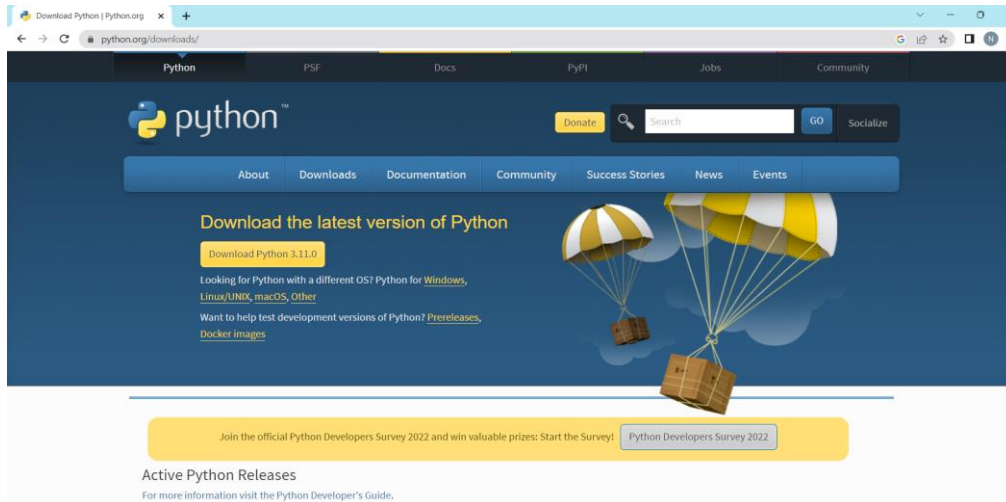 Download Python | Python.org
python.org/downloads/
N
Python PSF Docs PyPI Jobs Community
python™
Donate Search GO Socialize
About Downloads Documentation Community Success Stories News Events
Download the latest version of Python
Download Python 3.11.0
Looking for Python with a different OS? Python for Windows,
Linux/UNIX, macOS, Other
Want to help test development versions of Python? Prereleases,
Docker images
Join the official Python Developers Survey 2022 and win valuable prizes: Start the Survey! Python Developers Survey 2022
Active Python Releases
For more information visit the Python Developer's Guide.